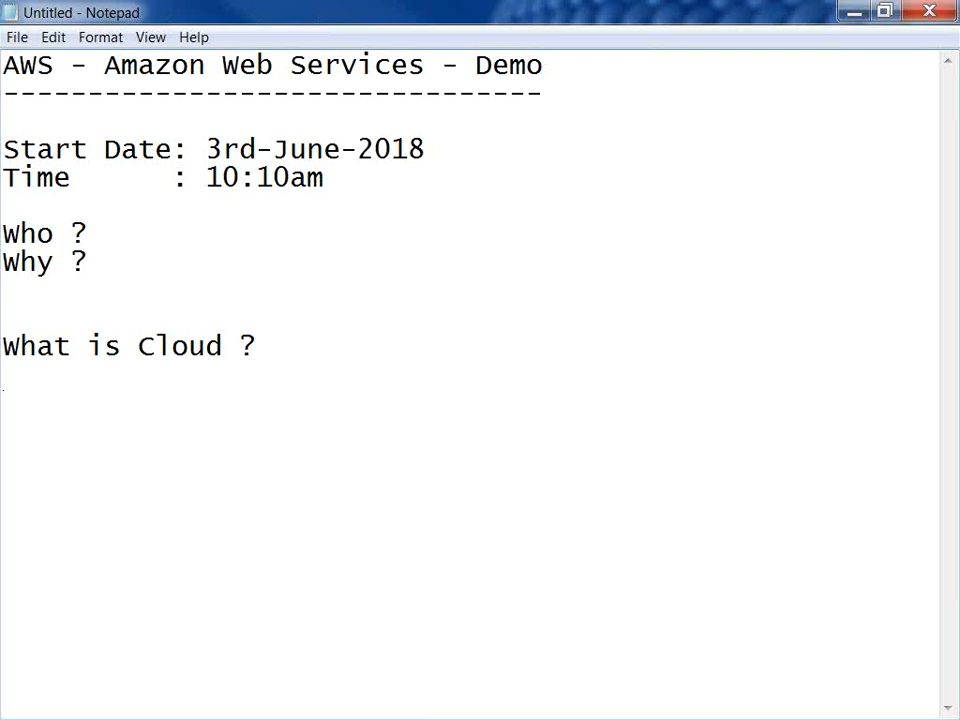 Untitled - Notepad
File Edit Format View Help
AWS - Amazon Web Services - Demo
--------------------------------
Start Date: 3rd-June-2018
Time      : 10:10am
Who ?
Why ?
What is Cloud ?